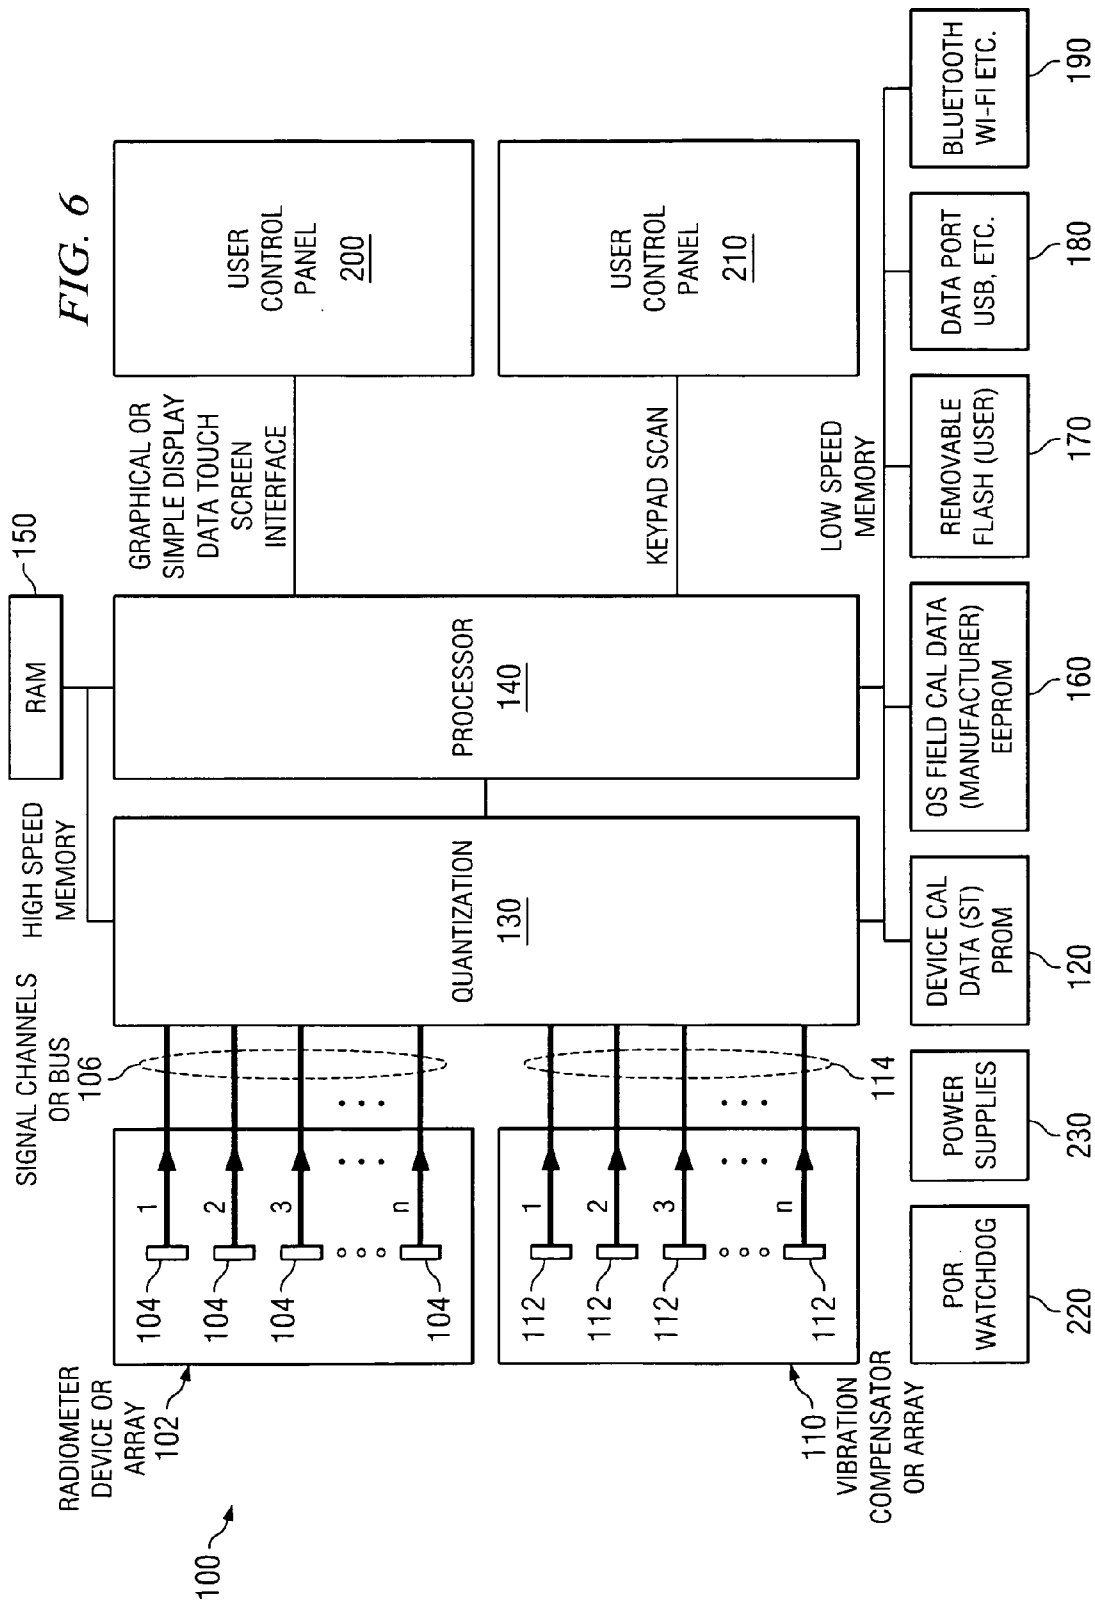 FIG. 6
100
RADIOMETER
DEVICE OR
ARRAY
102
104
104
104
104
1
2
3
n
SIGNAL CHANNELS
OR BUS
106
HIGH SPEED
MEMORY
RAM
150
QUANTIZATION
130
PROCESSOR
140
GRAPHICAL OR
SIMPLE DISPLAY
DATA TOUCH
SCREEN
INTERFACE
USER
CONTROL
PANEL
200
KEYPAD SCAN
USER
CONTROL
PANEL
210
112
112
112
112
1
2
3
n
114
110
VIBRATION
COMPENSATOR
OR ARRAY
LOW SPEED
MEMORY
POR
WATCHDOG
220
POWER
SUPPLIES
230
DEVICE CAL
DATA (ST)
PROM
120
OS FIELD CAL DATA
(MANUFACTURER)
EEPROM
160
REMOVABLE
FLASH (USER)
170
DATA PORT
USB, ETC.
180
BLUETOOTH
WI-FI ETC.
190